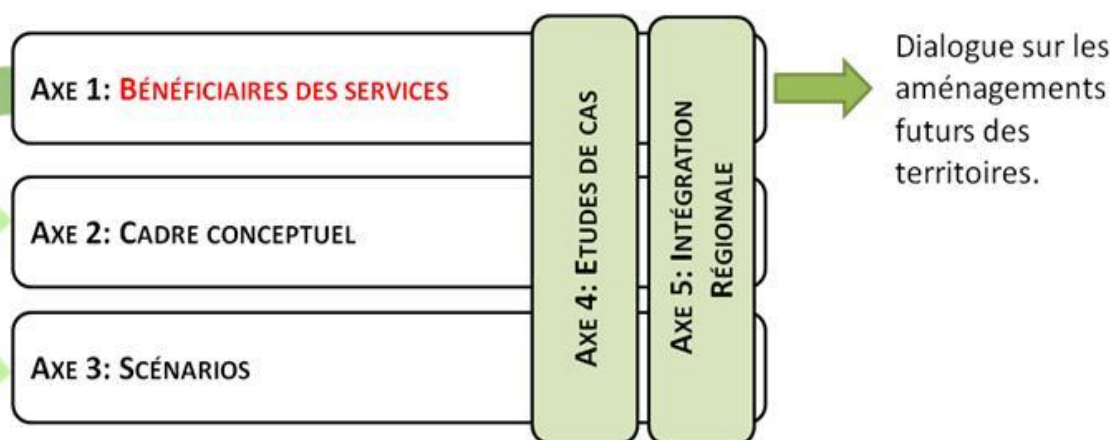 AXE 1: BÉNÉFICIAIRES DES SERVICES
AXE 2: CADRE CONCEPTUEL
AXE 3: SCÉNARIOS
AXE 4: ETUDES DE CAS
AXE 5: INTÉGRATION
RÉGIONALE
Dialogue sur les
aménagements
futurs des
territoires.